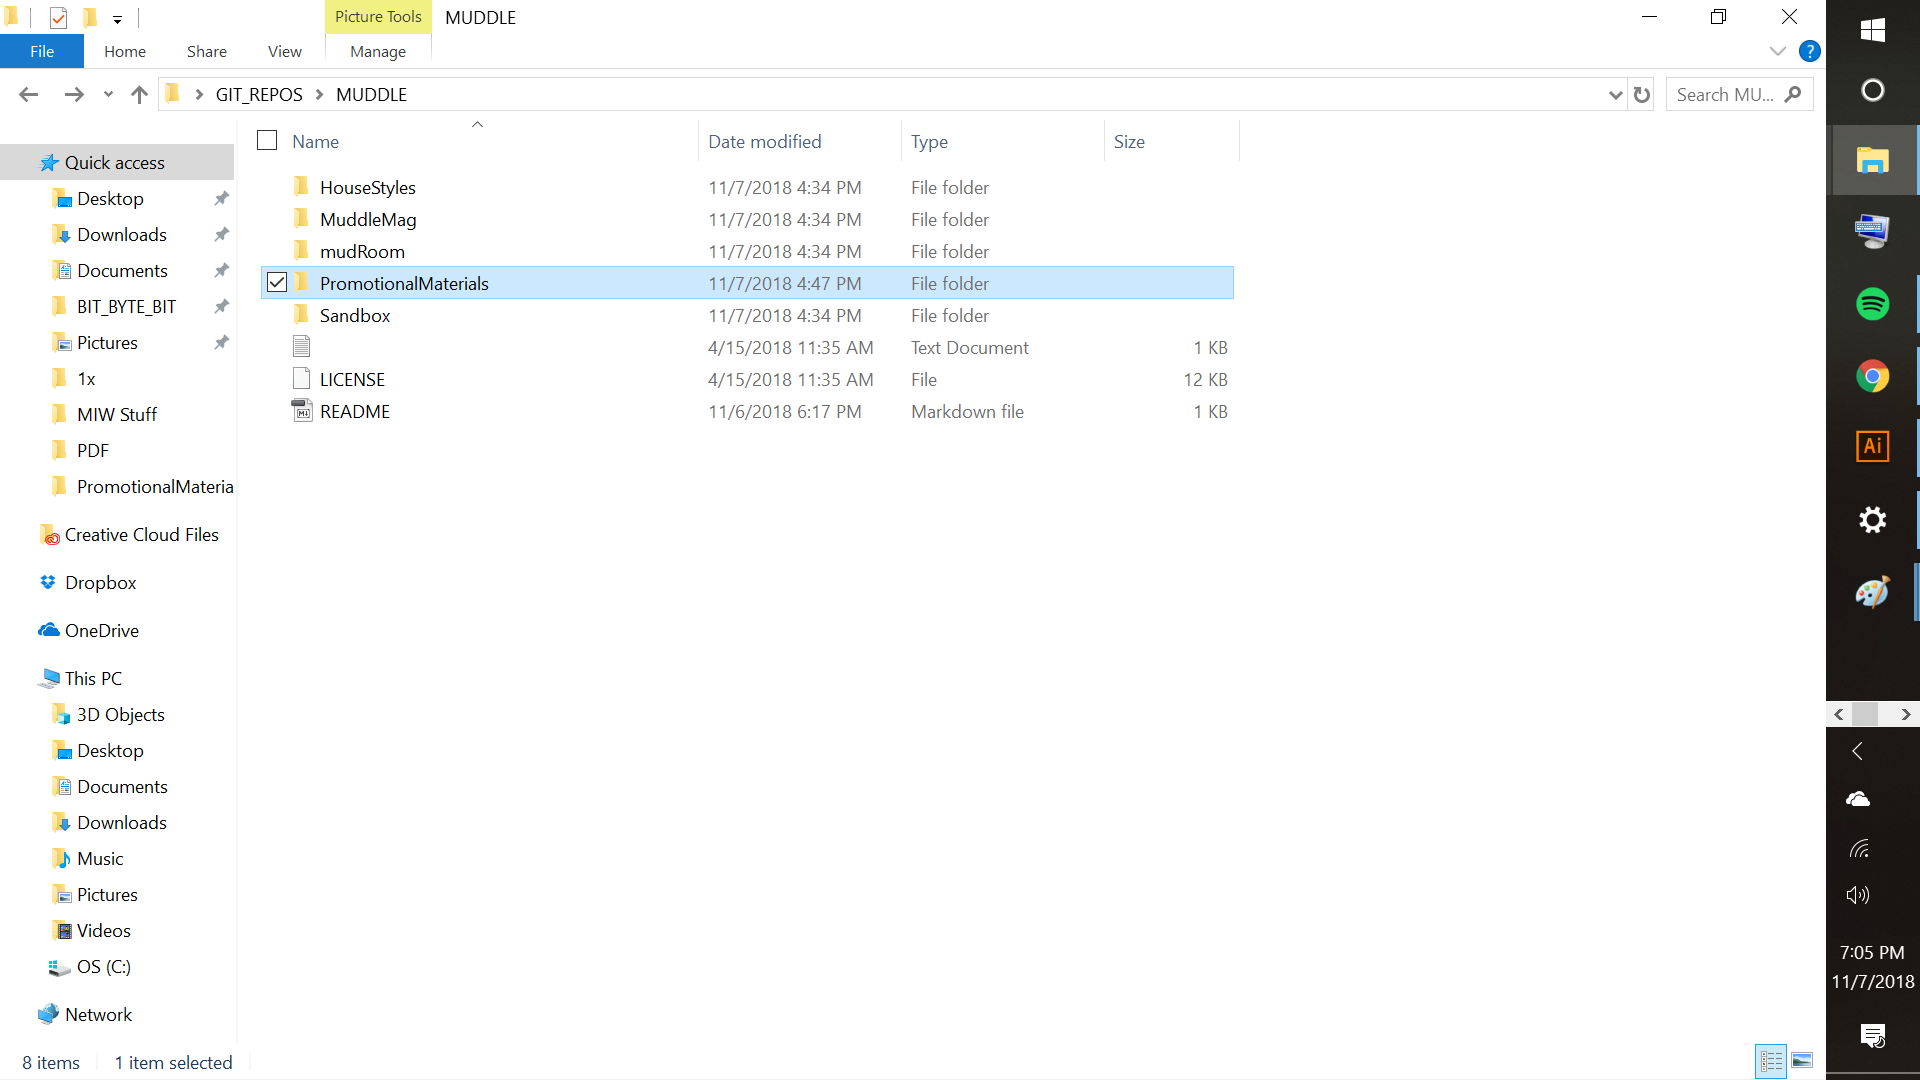 Picture Tools MUDDLE
File Home Share View Manage ?
GIT_REPOS MUDDLE Search MU...
Name Date modified Type Size
HouseStyles 11/7/2018 4:34 PM File folder
MuddleMag 11/7/2018 4:34 PM File folder
mudRoom 11/7/2018 4:34 PM File folder
PromotionalMaterials 11/7/2018 4:47 PM File folder
Sandbox 11/7/2018 4:34 PM File folder
4/15/2018 11:35 AM Text Document 1 KB
LICENSE 4/15/2018 11:35 AM File 12 KB
README 11/6/2018 6:17 PM Markdown file 1 KB
Quick access
Desktop
Downloads
Documents
BIT_BYTE_BIT
Pictures
1x
MIW Stuff
PDF
PromotionalMateria
Creative Cloud Files
Dropbox
OneDrive
This PC
3D Objects
Desktop
Documents
Downloads
Music
Pictures
Videos
OS (C:)
Network
8 items 1 item selected
Ai
7:05 PM
11/7/2018